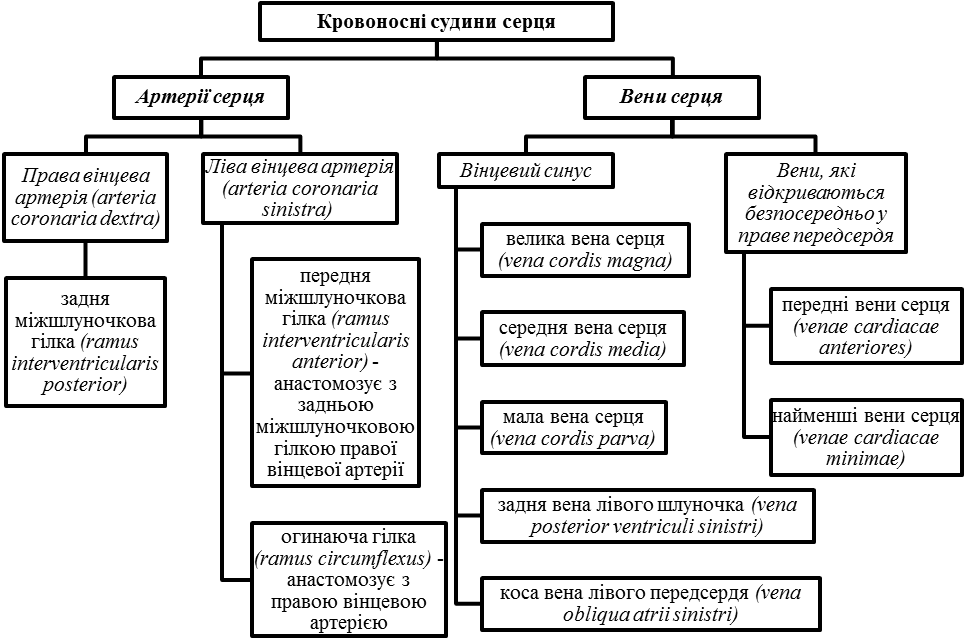 Кровоносні судини серця
Артерії серця
Вени серця
Права вінцева
артерія (arteria
coronaria dextra)
Ліва вінцева артерія
(arteria coronaria
sinistra)
Вінцевий синус
Вени, які
відкриваються
безпосередньо у
праве передсердя
задня
міжшлуночкова
гілка (ramus
interventricularis
posterior)
передня
міжшлуночкова
гілка (ramus
interventricularis
anterior) -
анастомозує з
задньою
міжшлуночковою
гілкою правої
вінцевої артерії
огинаюча гілка
(ramus circumflexus) -
анастомозує з
правою вінцевою
артерією
велика вена серця
(vena cordis magna)
середня вена серця
(vena cordis media)
мала вена серця
(vena cordis parva)
задня вена лівого шлуночка (vena
posterior ventriculi sinistri)
коса вена лівого передсердя (vena
obliqua atrii sinistri)
передні вени серця
(venae cardiacae
anteriores)
найменші вени серця
(venae cardiacae
minimae)